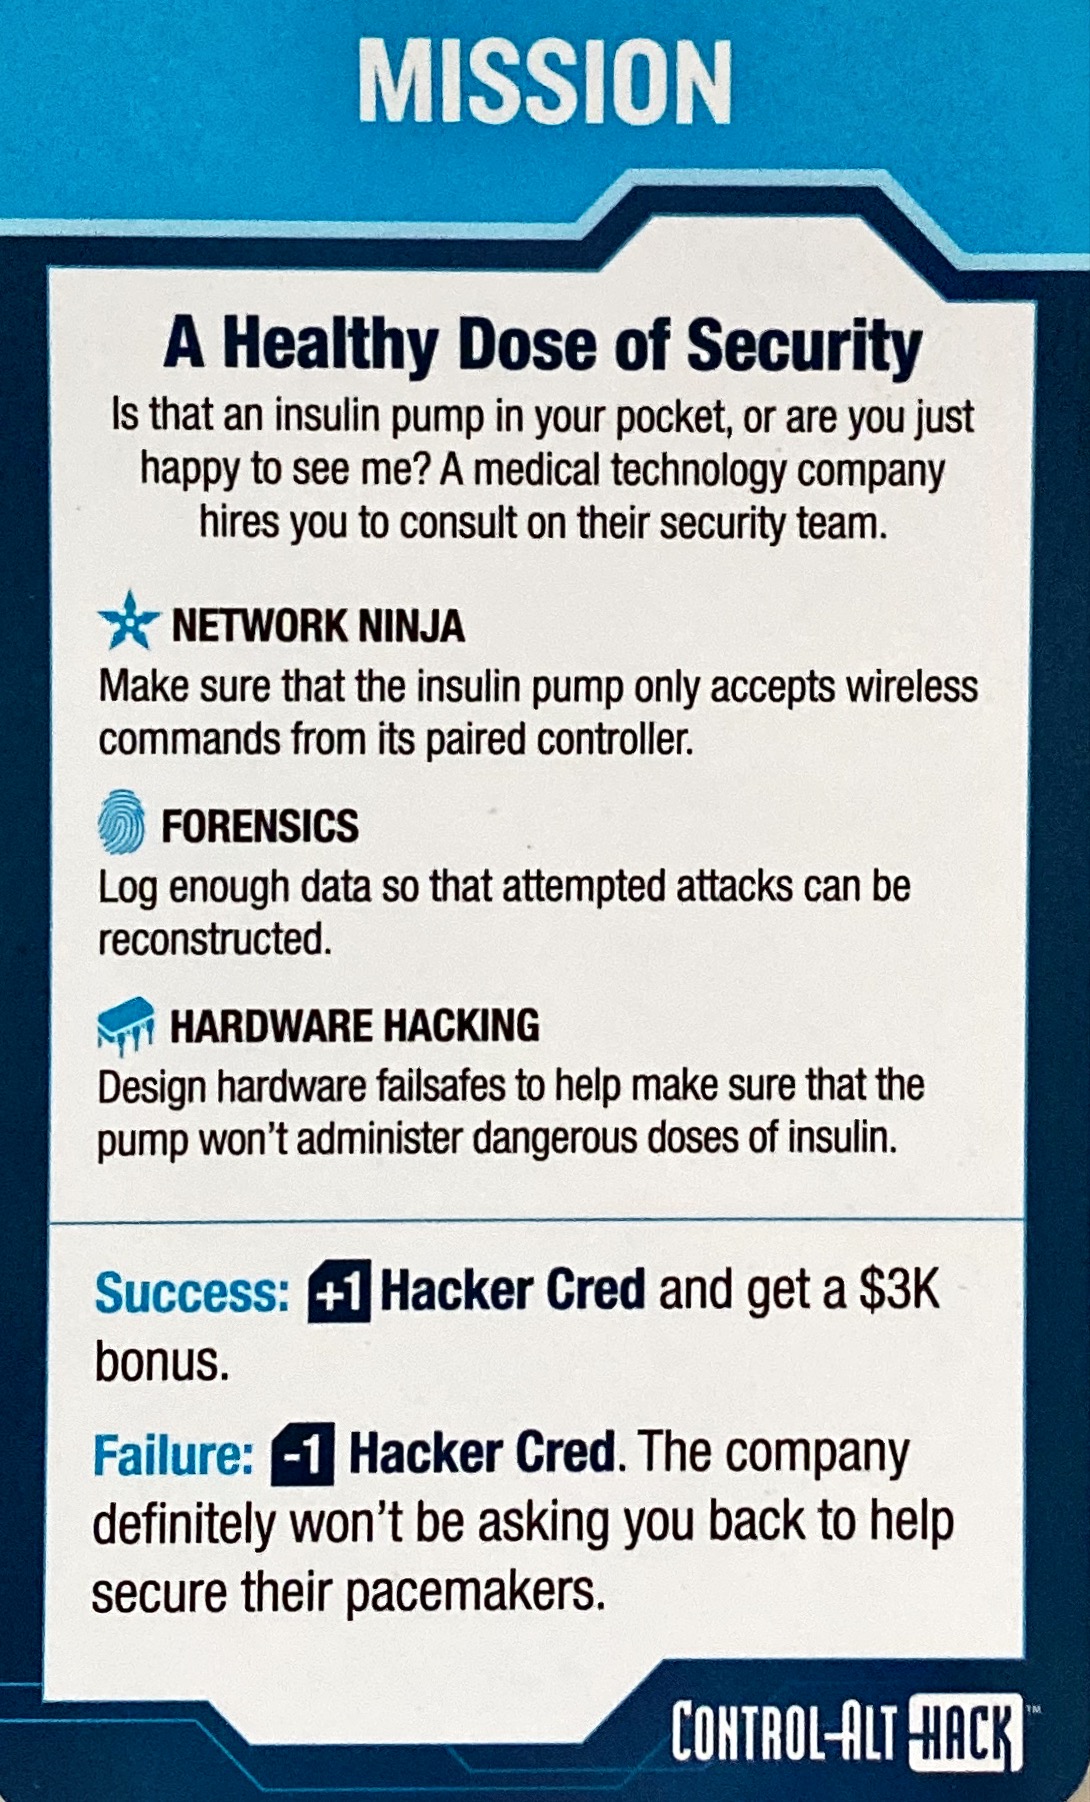 MISSION
A Healthy Dose of Security
Is that an insulin pump in your pocket, or are you just
happy to see me? A medical technology company
hires you to consult on their security team.
NETWORK NINJA
Make sure that the insulin pump only accepts wireless
commands from its paired controller.
FORENSICS
Log enough data so that attempted attacks can be
reconstructed.
HARDWARE HACKING
Design hardware failsafes to help make sure that the
pump won't administer dangerous doses of insulin.
Success: +1 Hacker Cred and get a $3K
bonus.
Failure: -1 Hacker Cred. The company
definitely won't be asking you back to help
secure their pacemakers.
CONTROL-ALT-HACK™